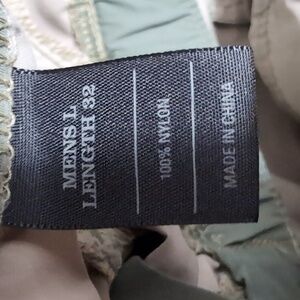 MENS L
LENGTH 32
100% NYLON
MADE IN CHINA